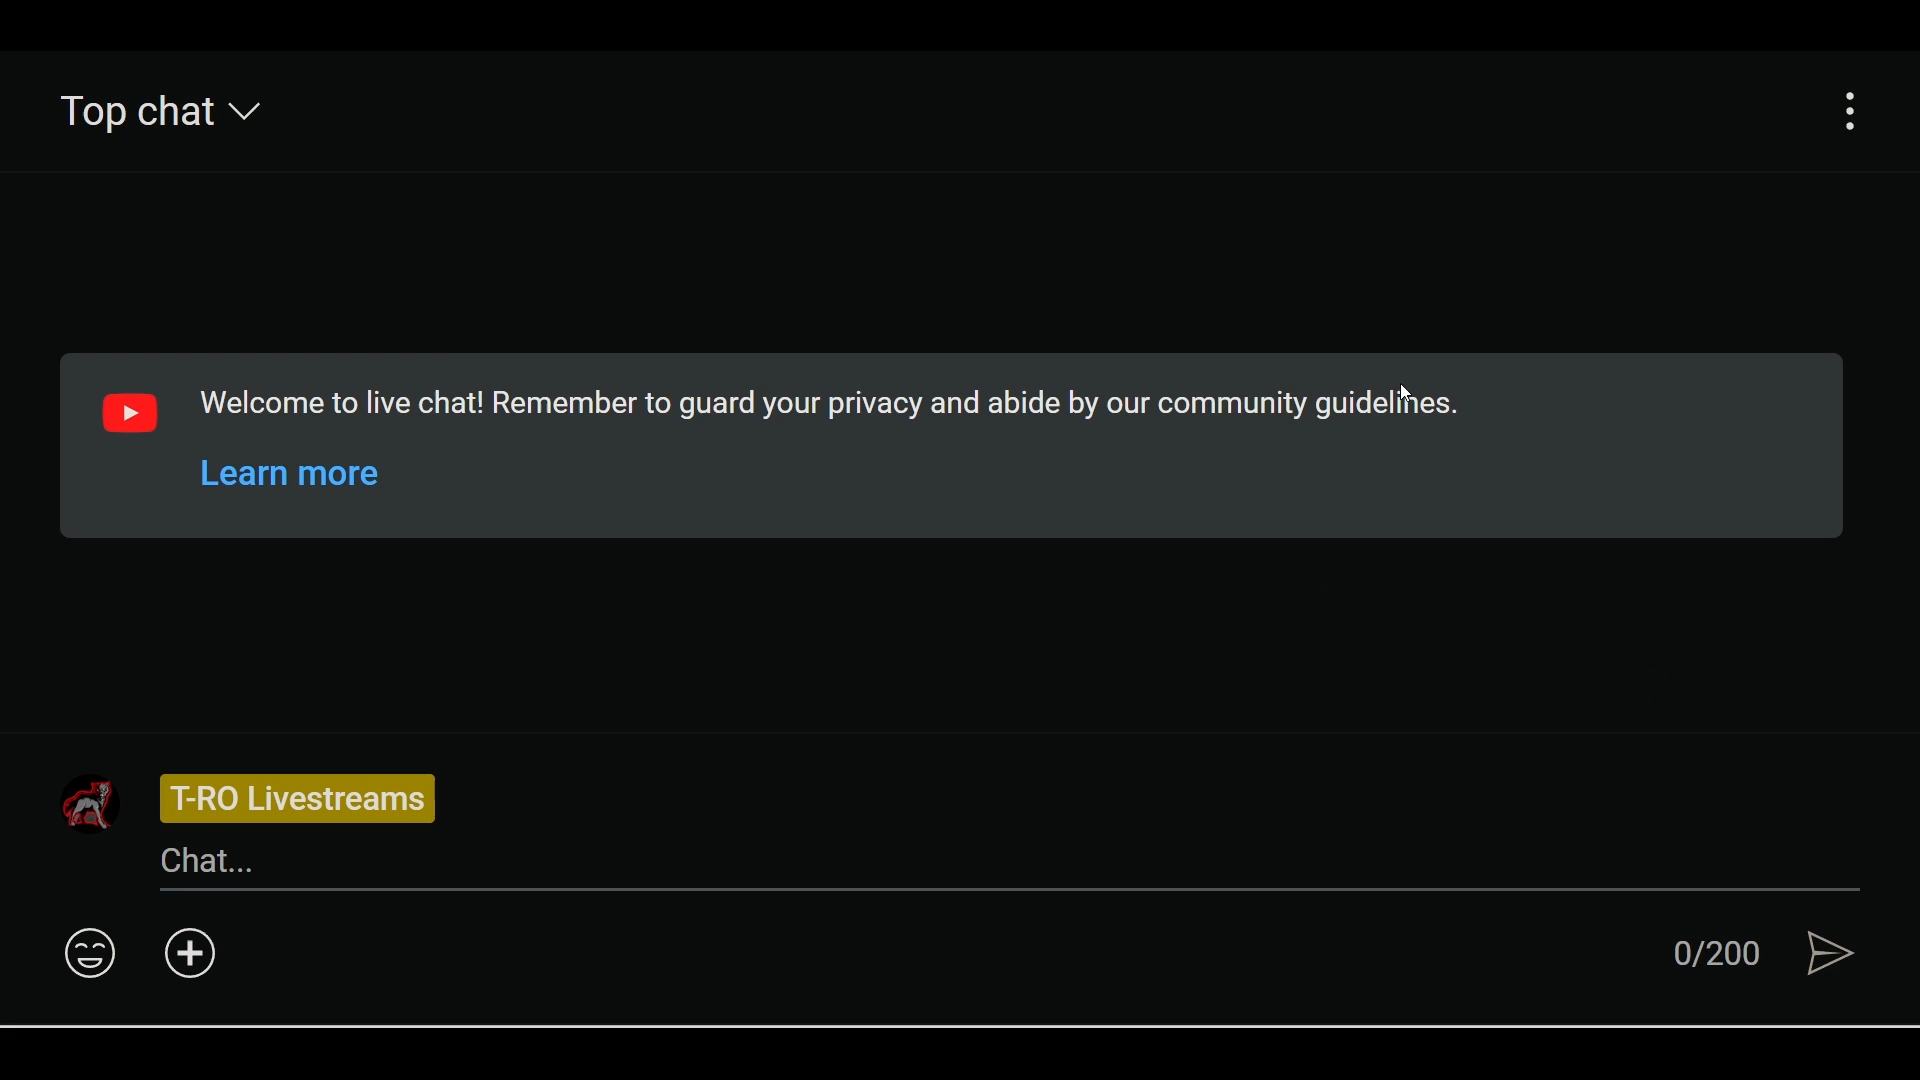 Top chat
Welcome to live chat! Remember to guard your privacy and abide by our community guidelines.
Learn more
T-RO Livestreams
Chat...
0/200